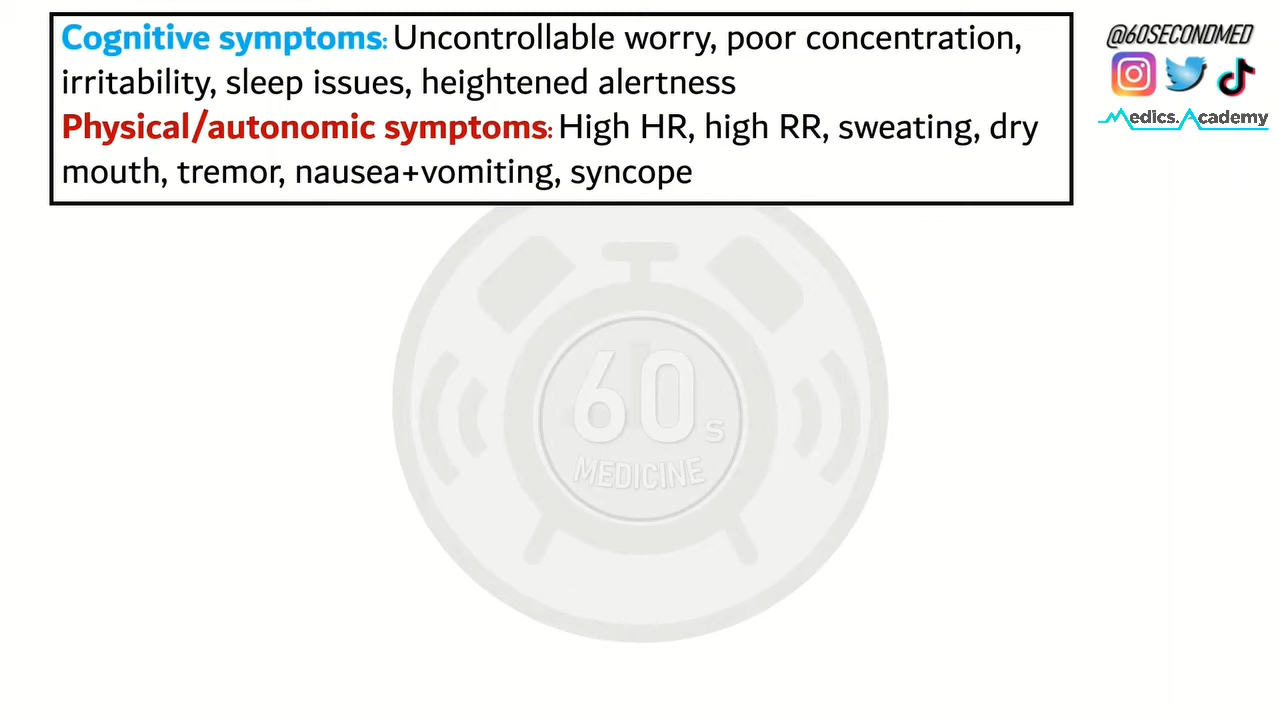 Cognitive symptoms: Uncontrollable worry, poor concentration,
irritability, sleep issues, heightened alertness
Physical/autonomic symptoms: High HR, high RR, sweating, dry
mouth, tremor, nausea+vomiting, syncope
@60SECONDMED
Medics.Academy
60s
MEDICINE